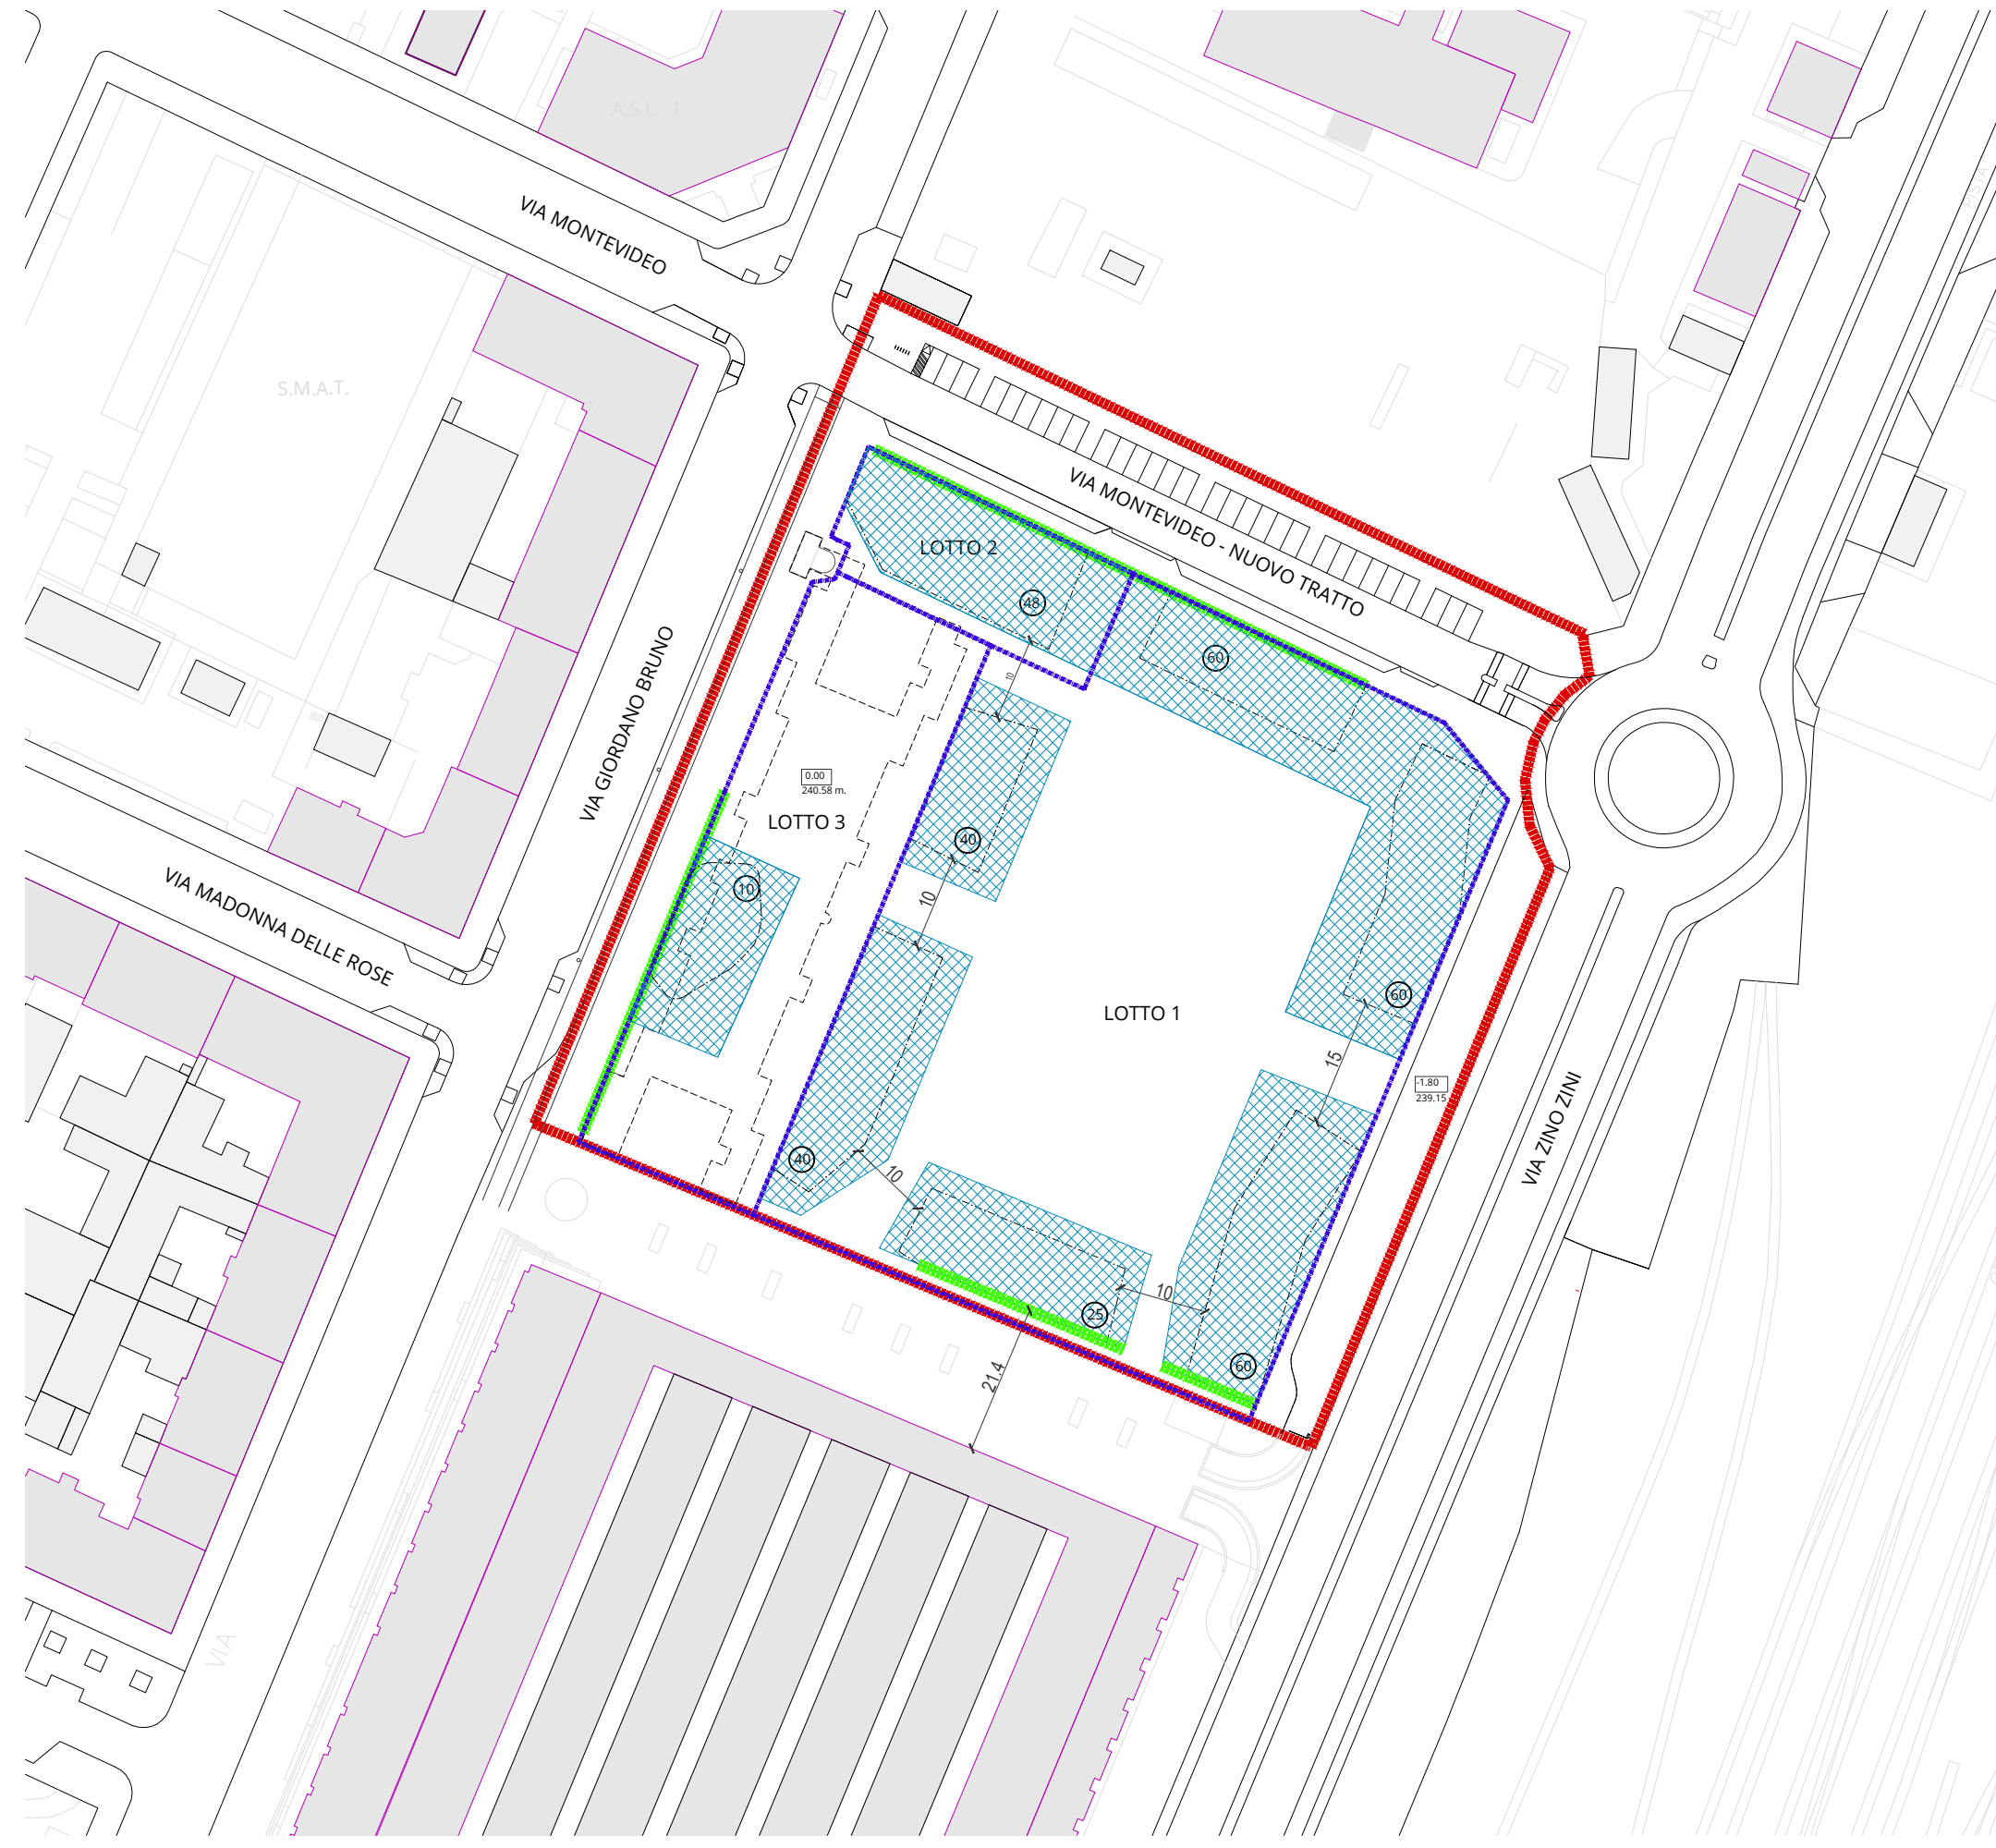 A.S.L. 1
VIA MONTEVIDEO
S.M.A.T.
VIA MONTEVIDEO - NUOVO TRATTO
LOTTO 2
48
60
10
VIA GIORDANO BRUNO
0.00
240.58 m.
LOTTO 3
40
10
10
VIA MADONNA DELLE ROSE
LOTTO 1
60
15
-1.80
239.15
VIA ZINO ZINI
40
10
10
25
60
21.4
VIA